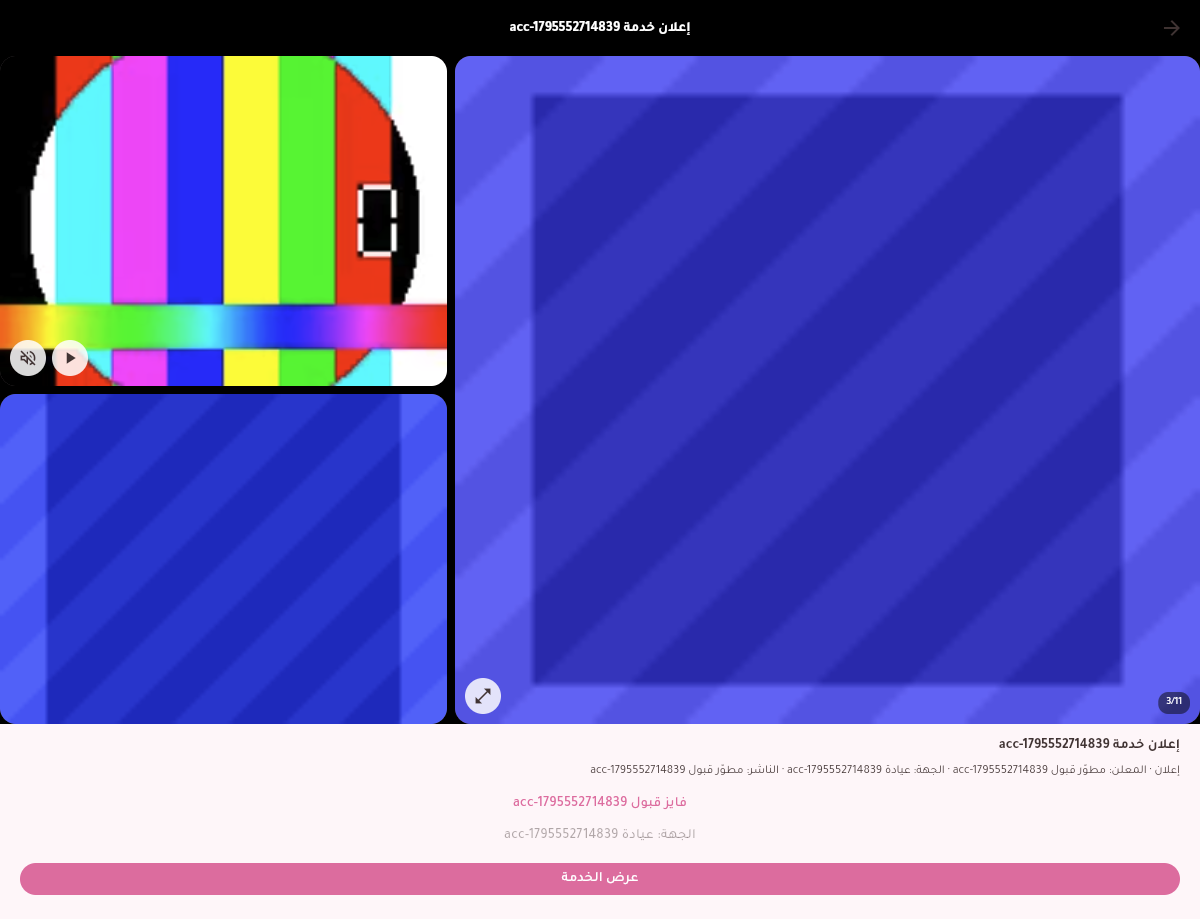 إعلان خدمة acc-1795552714839
3/11
إعلان خدمة acc-1795552714839
إعلان · المعلن: مطوّر قبول acc-1795552714839 · الجهة: عيادة acc-1795552714839 · الناشر: مطوّر قبول acc-1795552714839
فايز قبول acc-1795552714839
الجهة: عيادة acc-1795552714839
عرض الخدمة